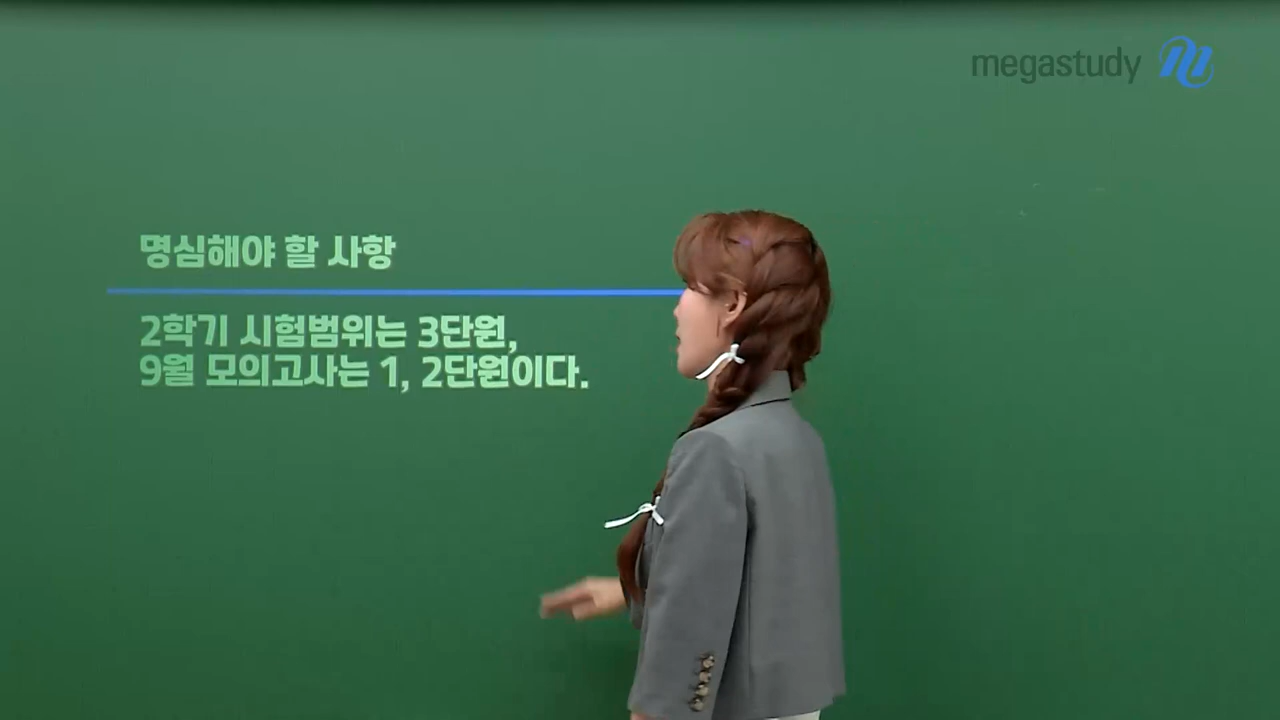 megastudy
명심해야 할 사항
2학기 시험범위는 3단원,
9월 모의고사는 1, 2단원이다.